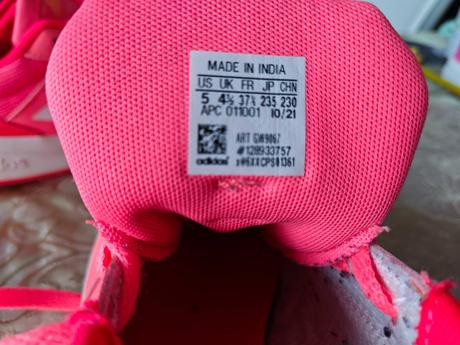 MADE IN INDIA
US UK FR JP CHN
5 4½ 37⅓ 235 230
APC 011001 10/21
ART GW9067
#128933757
adidas